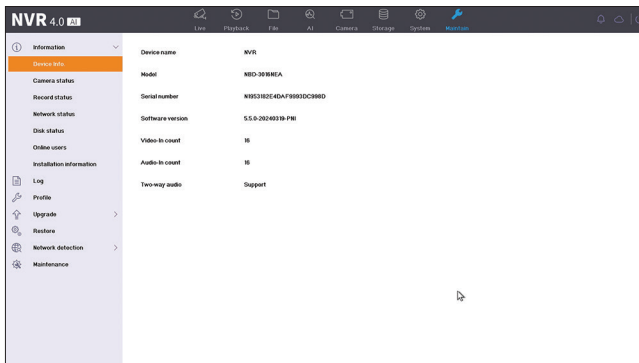 NVR 4.0 AI
Live Playback File AI Camera Storage System Maintain
Information
Device Info
Camera status
Record status
Network status
Disk status
Online users
Installation information
Log
Profile
Upgrade
Restore
Network detection
Maintenance
Device name NVR
Model NBD-3016NEA
Serial number N1953182E4DAF9993DC998D
Software version 5.5.0-20240319-PNI
Video-In count 16
Audio-In count 16
Two-way audio Support